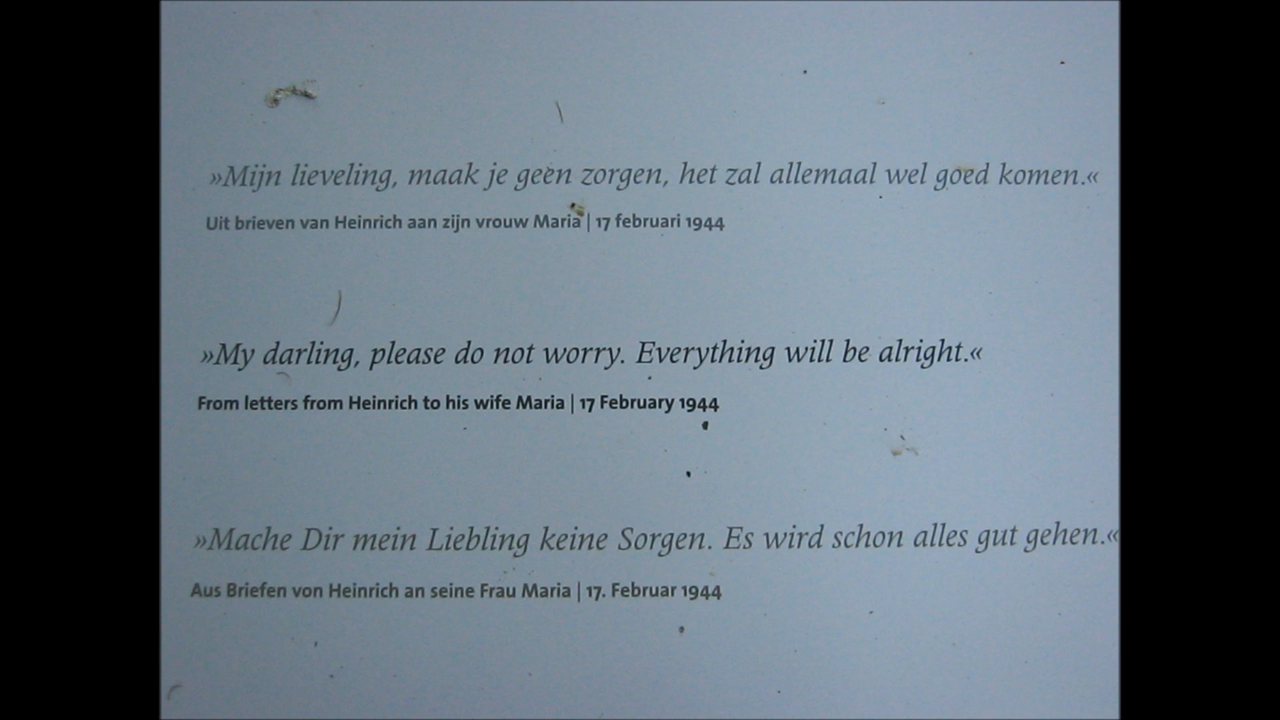 »Mijn lieveling, maak je geen zorgen, het zal allemaal wel goed komen.«
Uit brieven van Heinrich aan zijn vrouw Maria | 17 februari 1944
»My darling, please do not worry. Everything will be alright.«
From letters from Heinrich to his wife Maria | 17 February 1944
»Mache Dir mein Liebling keine Sorgen. Es wird schon alles gut gehen.«
Aus Briefen von Heinrich an seine Frau Maria | 17. Februar 1944